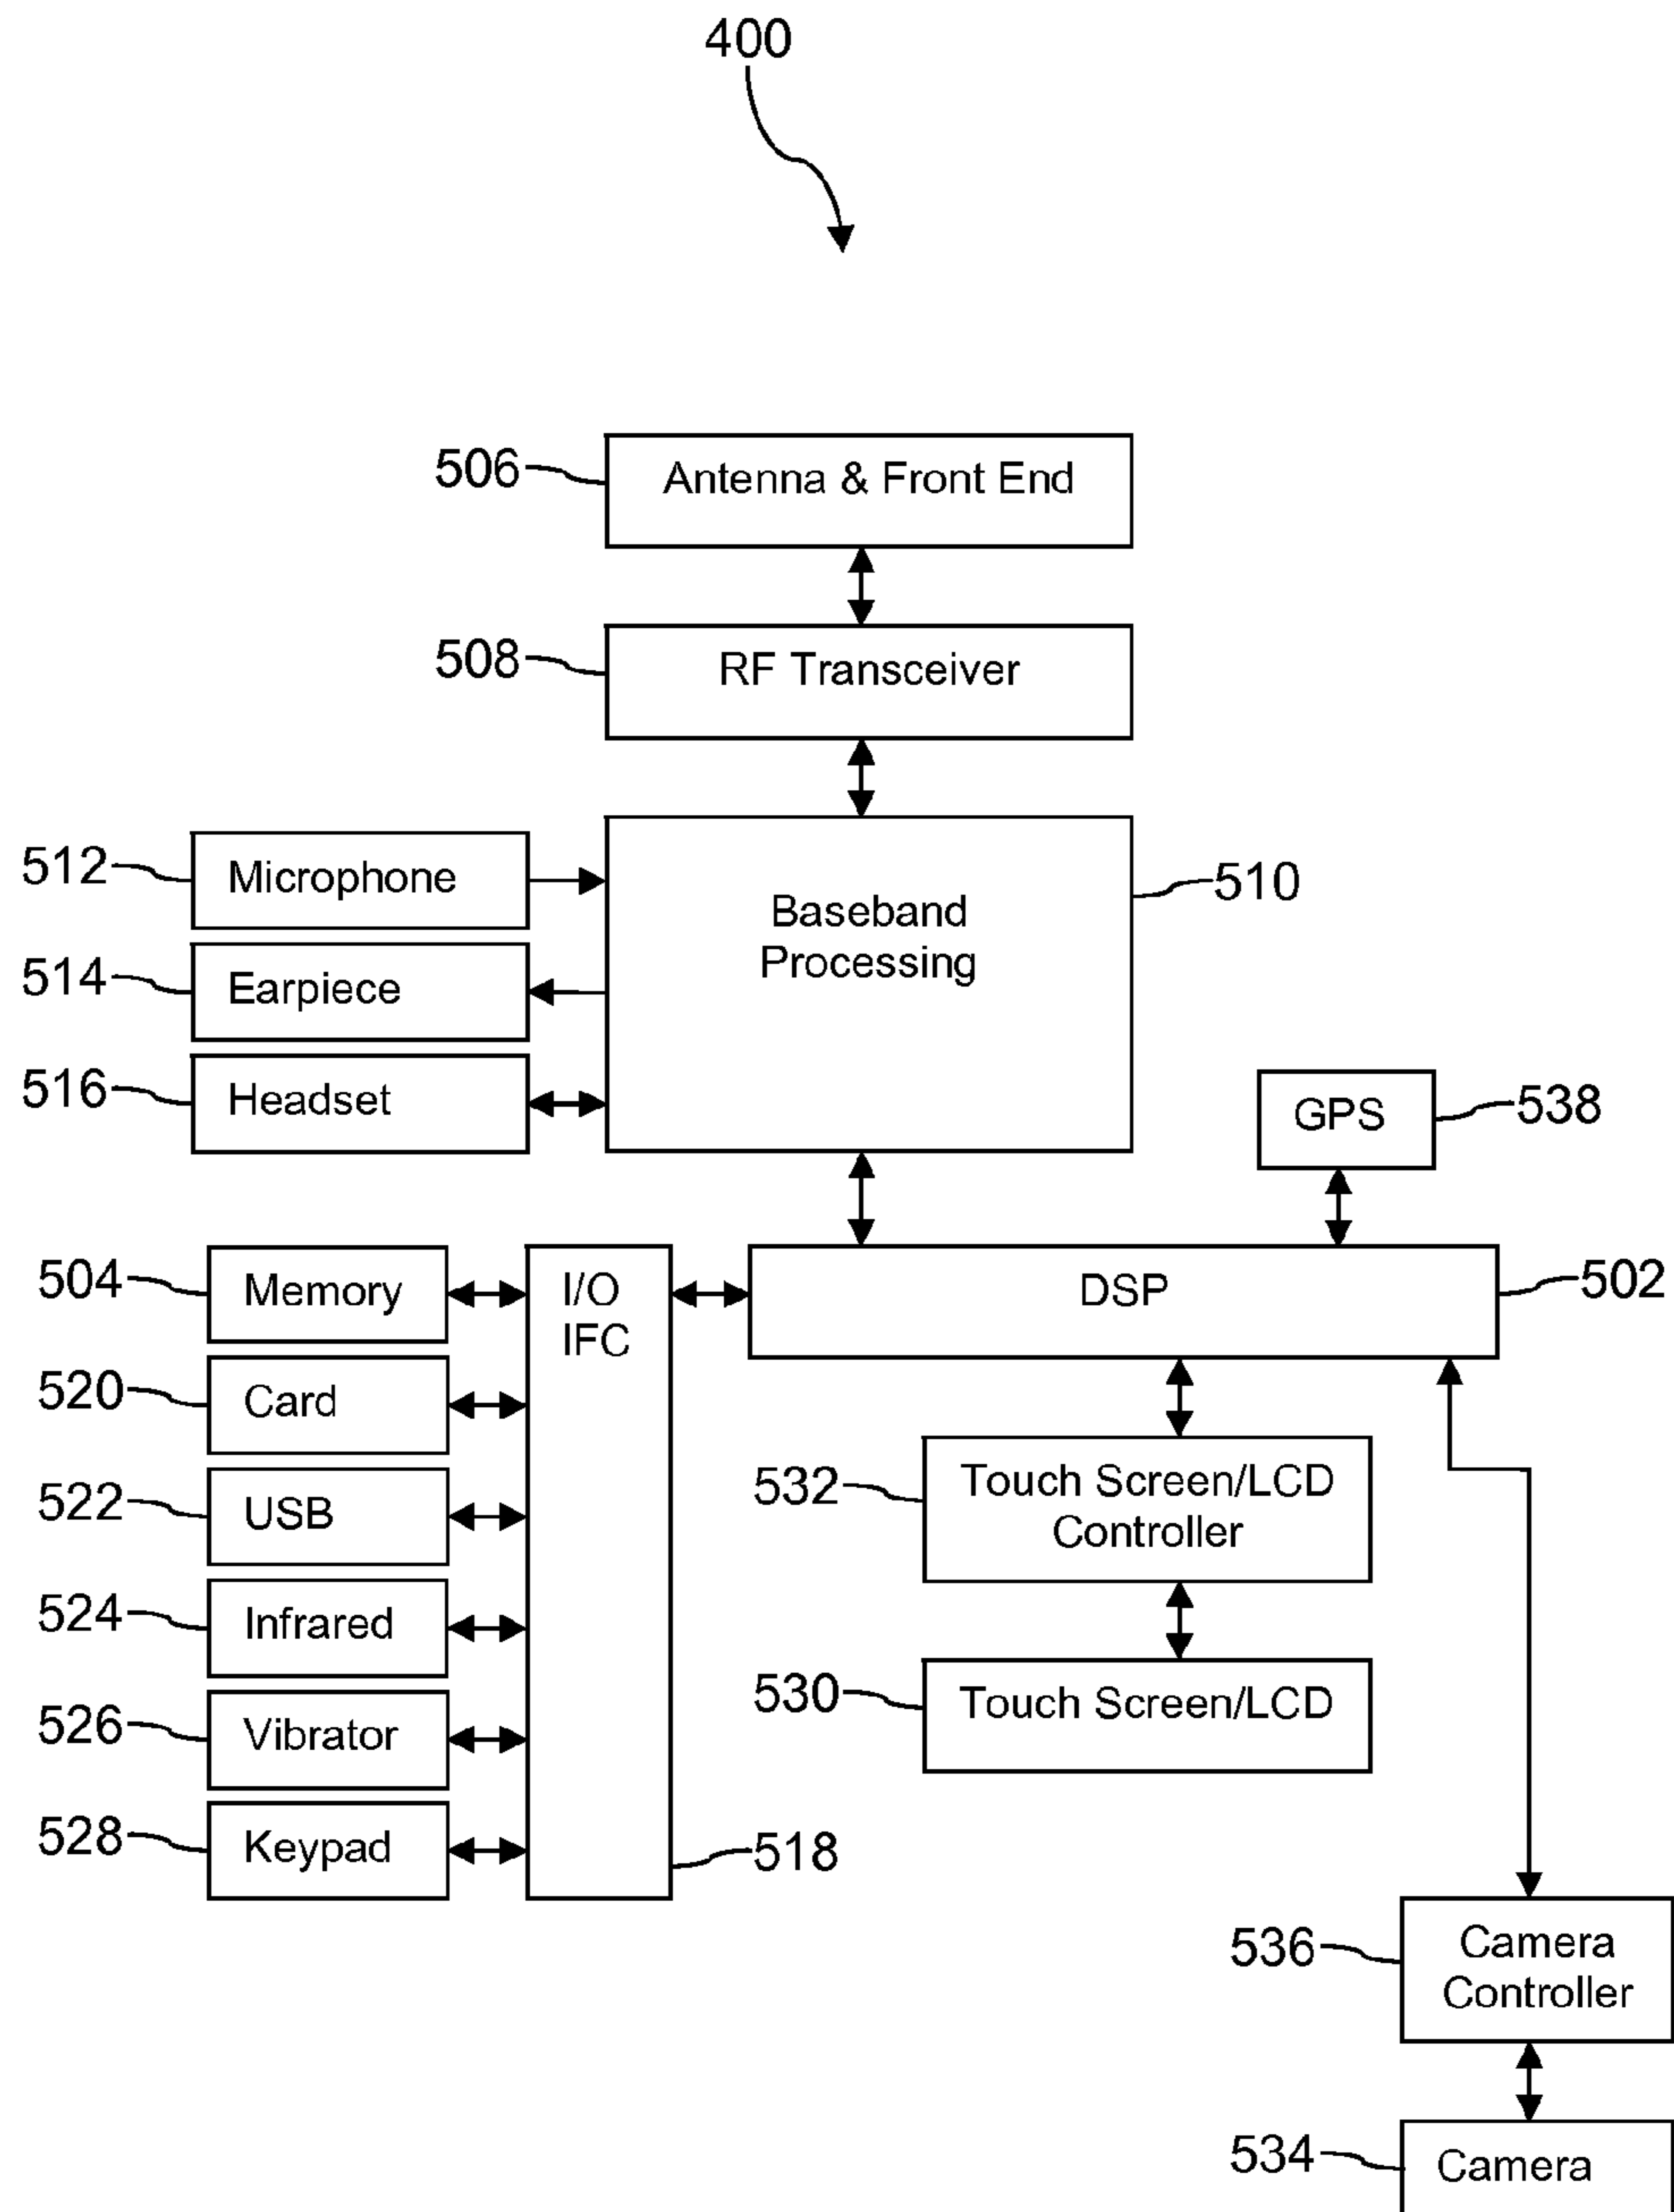 400
506
Antenna & Front End
508
RF Transceiver
512
Microphone
Baseband
Processing
510
514
Earpiece
516
Headset
GPS
538
504
Memory
I/O
IFC
DSP
502
520
Card
522
USB
532
Touch Screen/LCD
Controller
524
Infrared
530
Touch Screen/LCD
526
Vibrator
528
Keypad
518
536
Camera
Controller
534
Camera